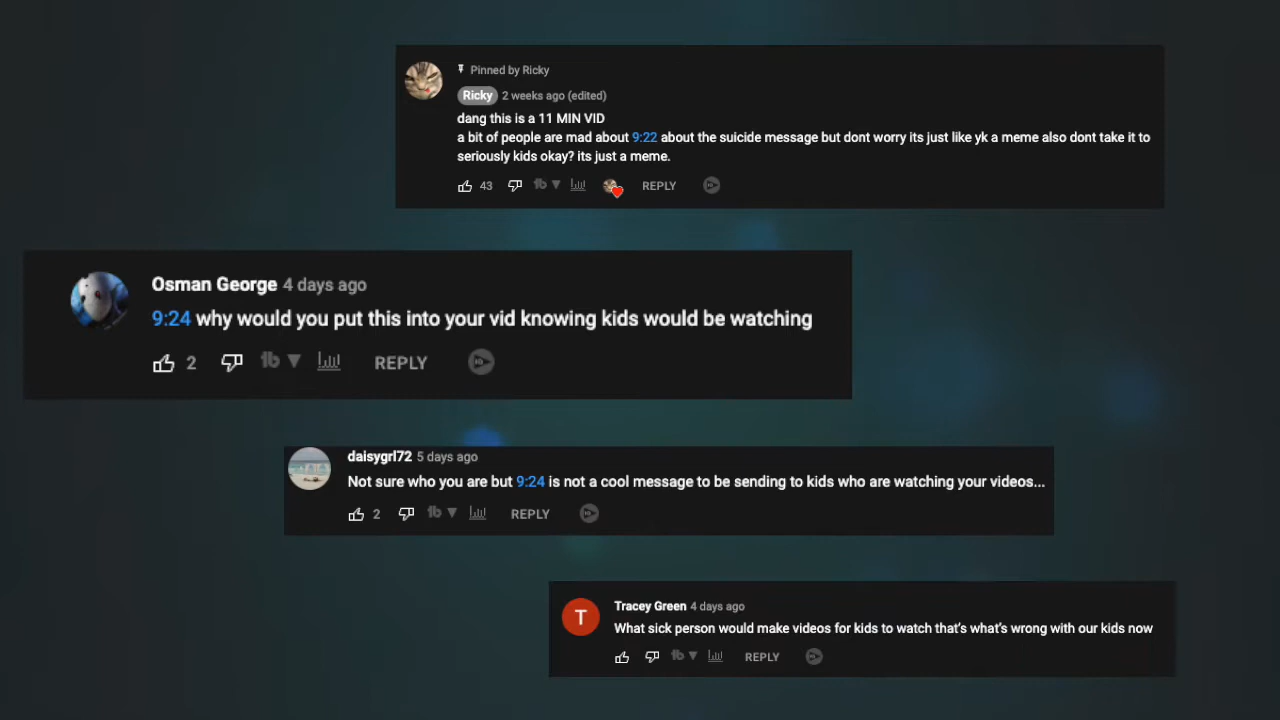 Pinned by Ricky
Ricky 2 weeks ago (edited)
dang this is a 11 MIN VID
a bit of people are mad about 9:22 about the suicide message but dont worry its just like yk a meme also dont take it to
seriously kids okay? its just a meme.
43 REPLY
Osman George 4 days ago
9:24 why would you put this into your vid knowing kids would be watching
2 REPLY
daisygrl72 5 days ago
Not sure who you are but 9:24 is not a cool message to be sending to kids who are watching your videos...
2 REPLY
T
Tracey Green 4 days ago
What sick person would make videos for kids to watch that's what's wrong with our kids now
REPLY